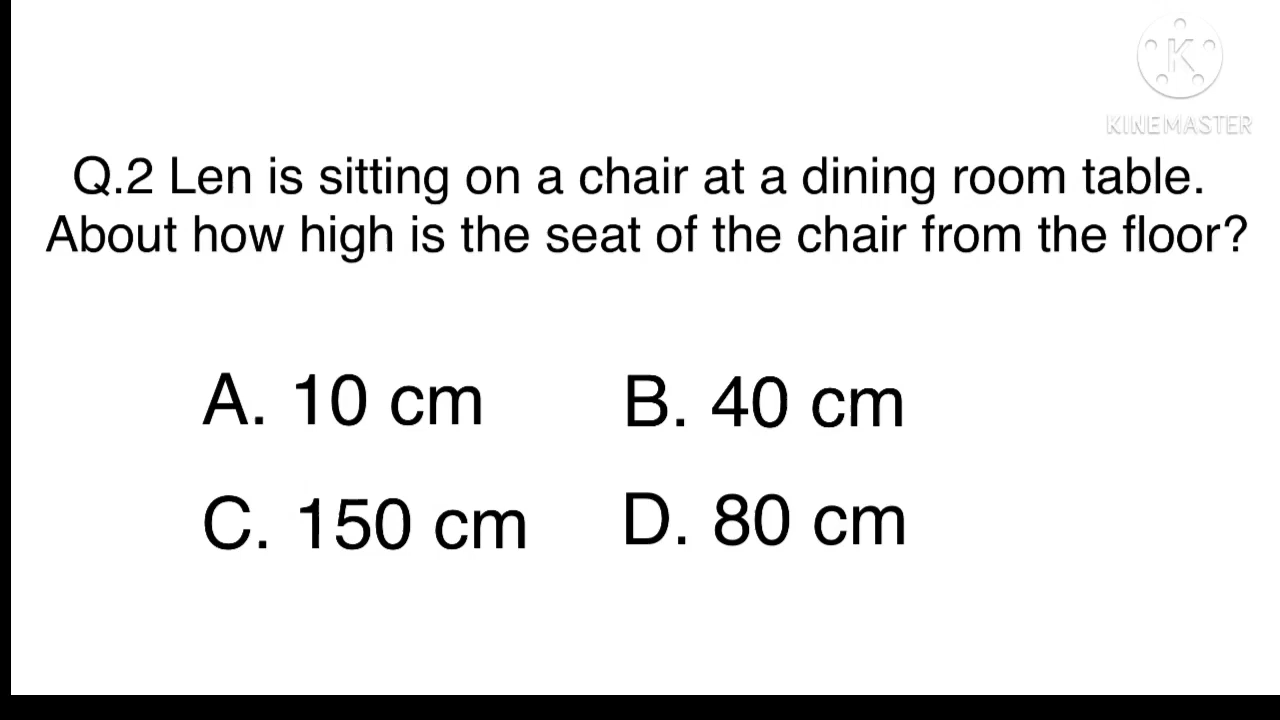 K
KINEMASTER
Q.2 Len is sitting on a chair at a dining room table.
About how high is the seat of the chair from the floor?
A. 10 cm B. 40 cm
C. 150 cm D. 80 cm